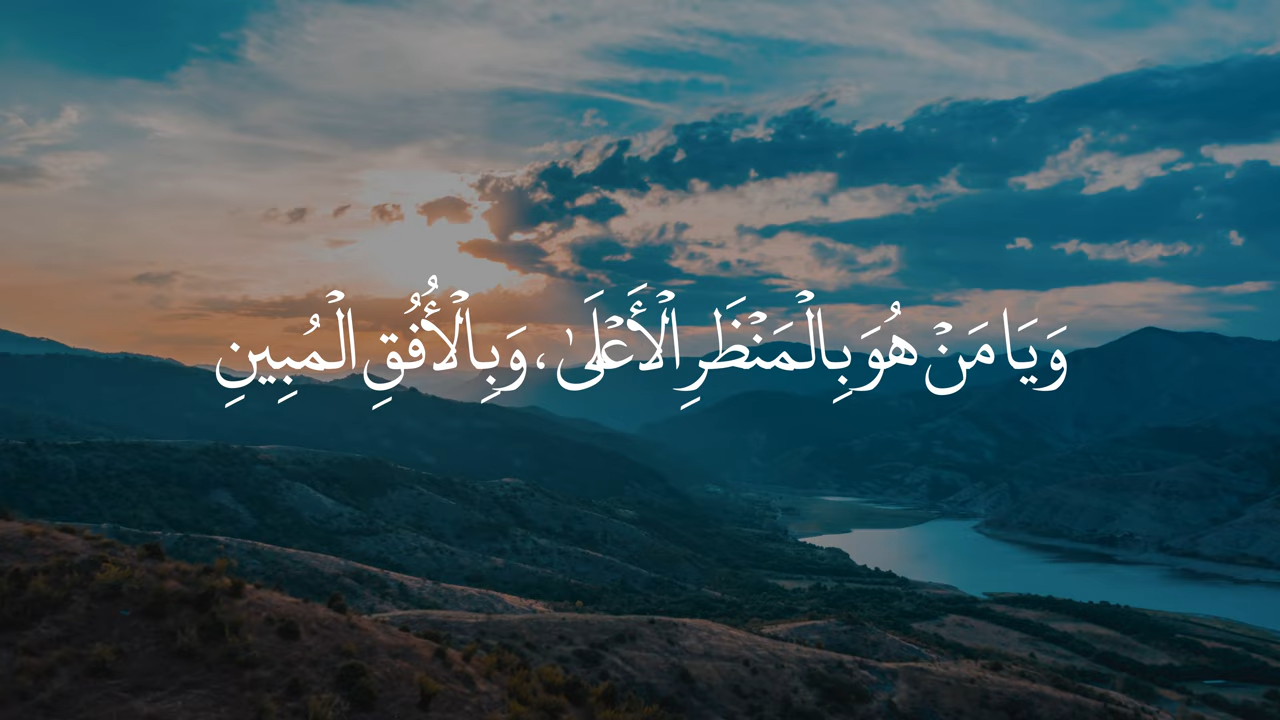 وَيَا مَنْ هُوَ بِالْمَنْظَرِ الْأَعْلَىٰ، وَبِالْأُفُقِ الْمُبِينِ